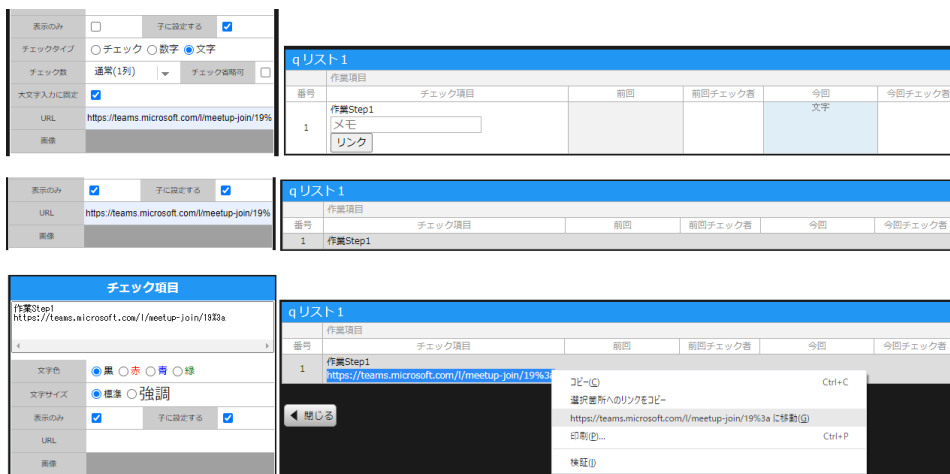 表示のみ 子に設定する
チェックタイプ チェック 数字 文字
チェック数 通常(1列) チェック省略可
大文字入力に固定
URL https://teams.microsoft.com/l/meetup-join/19%
画像
qリスト1
作業項目
番号 チェック項目 前回 前回チェック者 今回 今回チェック者
1 作業Step1 文字
メモ
リンク
表示のみ 子に設定する
URL https://teams.microsoft.com/l/meetup-join/19%
画像
qリスト1
作業項目
番号 チェック項目 前回 前回チェック者 今回 今回チェック者
1 作業Step1
チェック項目
作業Step1
https://teams.microsoft.com/l/meetup-join/19%3a
文字色 黒 赤 青 緑
文字サイズ 標準 強調
表示のみ 子に設定する
URL
画像
qリスト1
作業項目
番号 チェック項目 前回 前回チェック者 今回 今回チェック者
1 作業Step1
https://teams.microsoft.com/l/meetup-join/19%3a
閉じる
コピー(C) Ctrl+C
選択箇所へのリンクをコピー
https://teams.microsoft.com/l/meetup-join/19%3a に移動(G)
印刷(P)... Ctrl+P
検証(I)